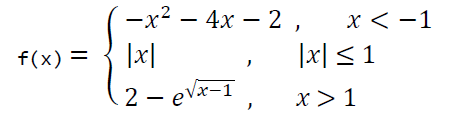 −x² − 4x − 2 ,    x < −1
f(x) = { |x|    ,    |x| ≤ 1
2 − e^√(x−1) ,    x > 1